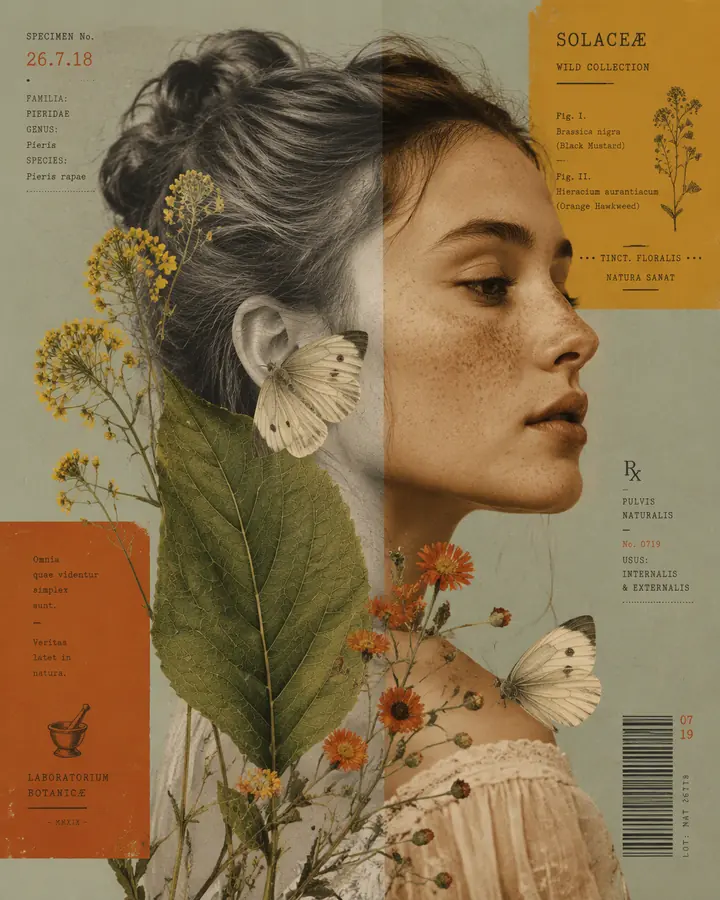 SPECIMEN No.
26.7.18
FAMILIA:
PIERIDAE
GENUS:
Pieris
SPECIES:
Pieris rapae
SOLACEÆ
WILD COLLECTION
Fig. I.
Brassica nigra
(Black Mustard)
Fig. II.
Hieracium aurantiacum
(Orange Hawkweed)
••• TINCT. FLORALIS •••
NATURA SANAT
℞
PULVIS
NATURALIS
No. 0719
USUS:
INTERNALIS
& EXTERNALIS
Omnia
quae videntur
simplex
sunt.
Veritas
latet in
natura.
LABORATORIUM
BOTANICÆ
07
19
LOT: NAT 26719